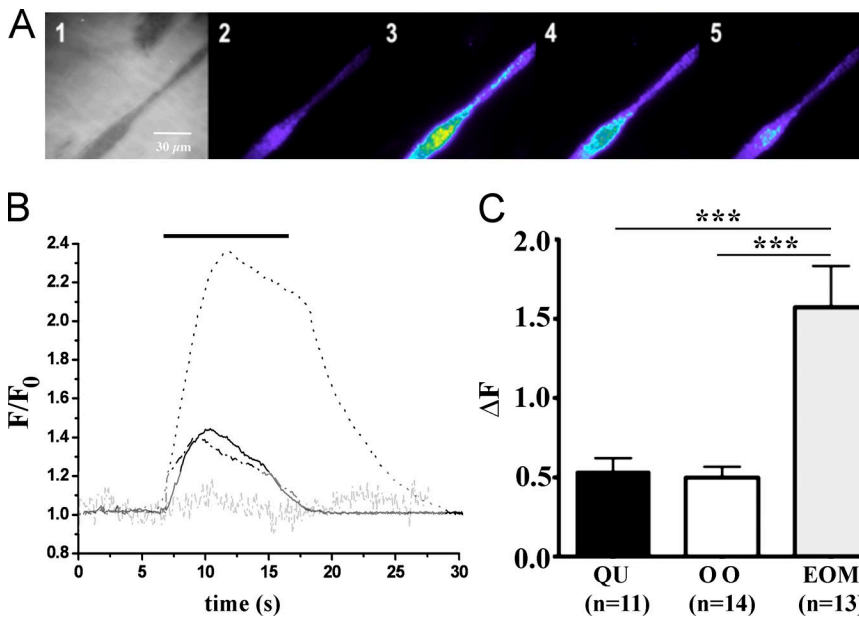 A
1 2 3 4 5
30 µm
B
2.4
2.2
2.0
1.8
1.6
1.4
1.2
1.0
0.8
F/F0
0 5 10 15 20 25 30
time (s)
C
*** 
***
2.0
1.5
1.0
0.5
0.0
ΔF
QU OO EOM
(n=11) (n=14) (n=13)